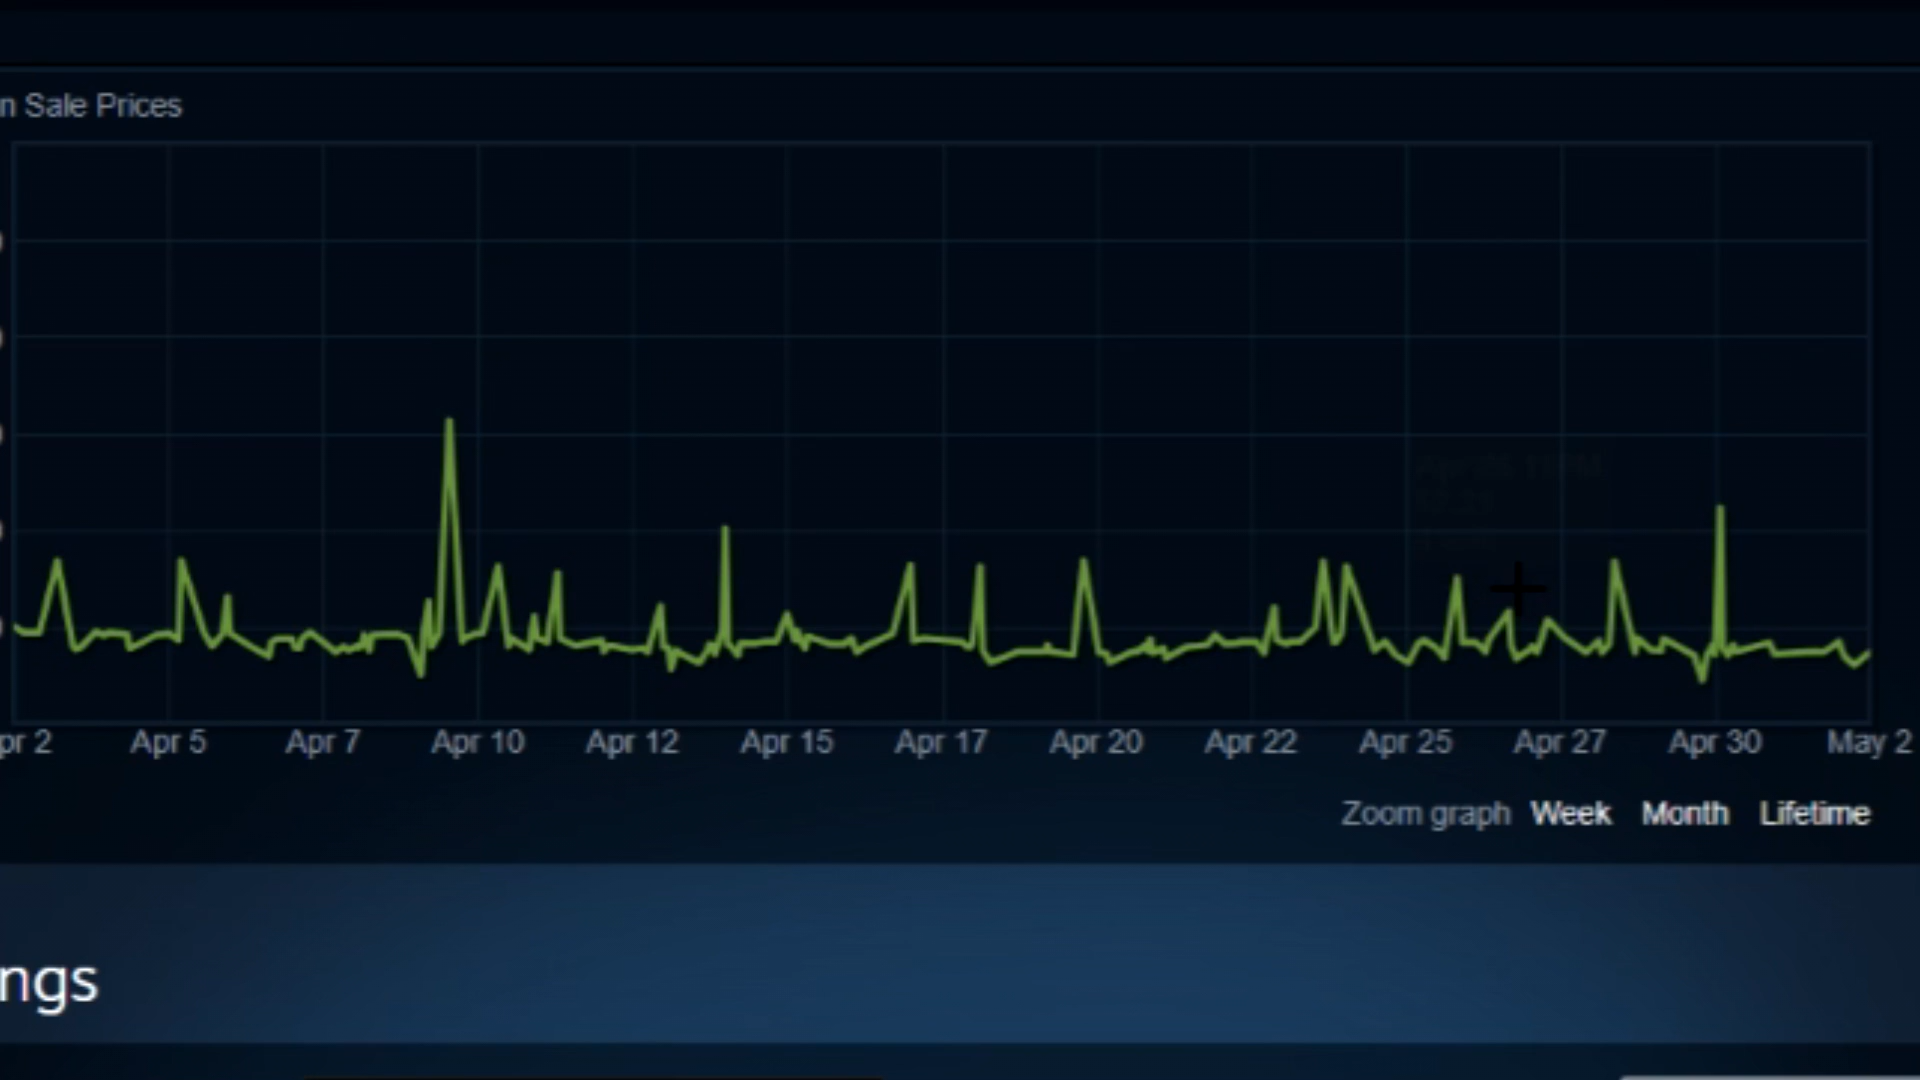 n Sale Prices
pr 2 Apr 5 Apr 7 Apr 10 Apr 12 Apr 15 Apr 17 Apr 20 Apr 22 Apr 25 Apr 27 Apr 30 May 2
Zoom graph Week Month Lifetime
ngs